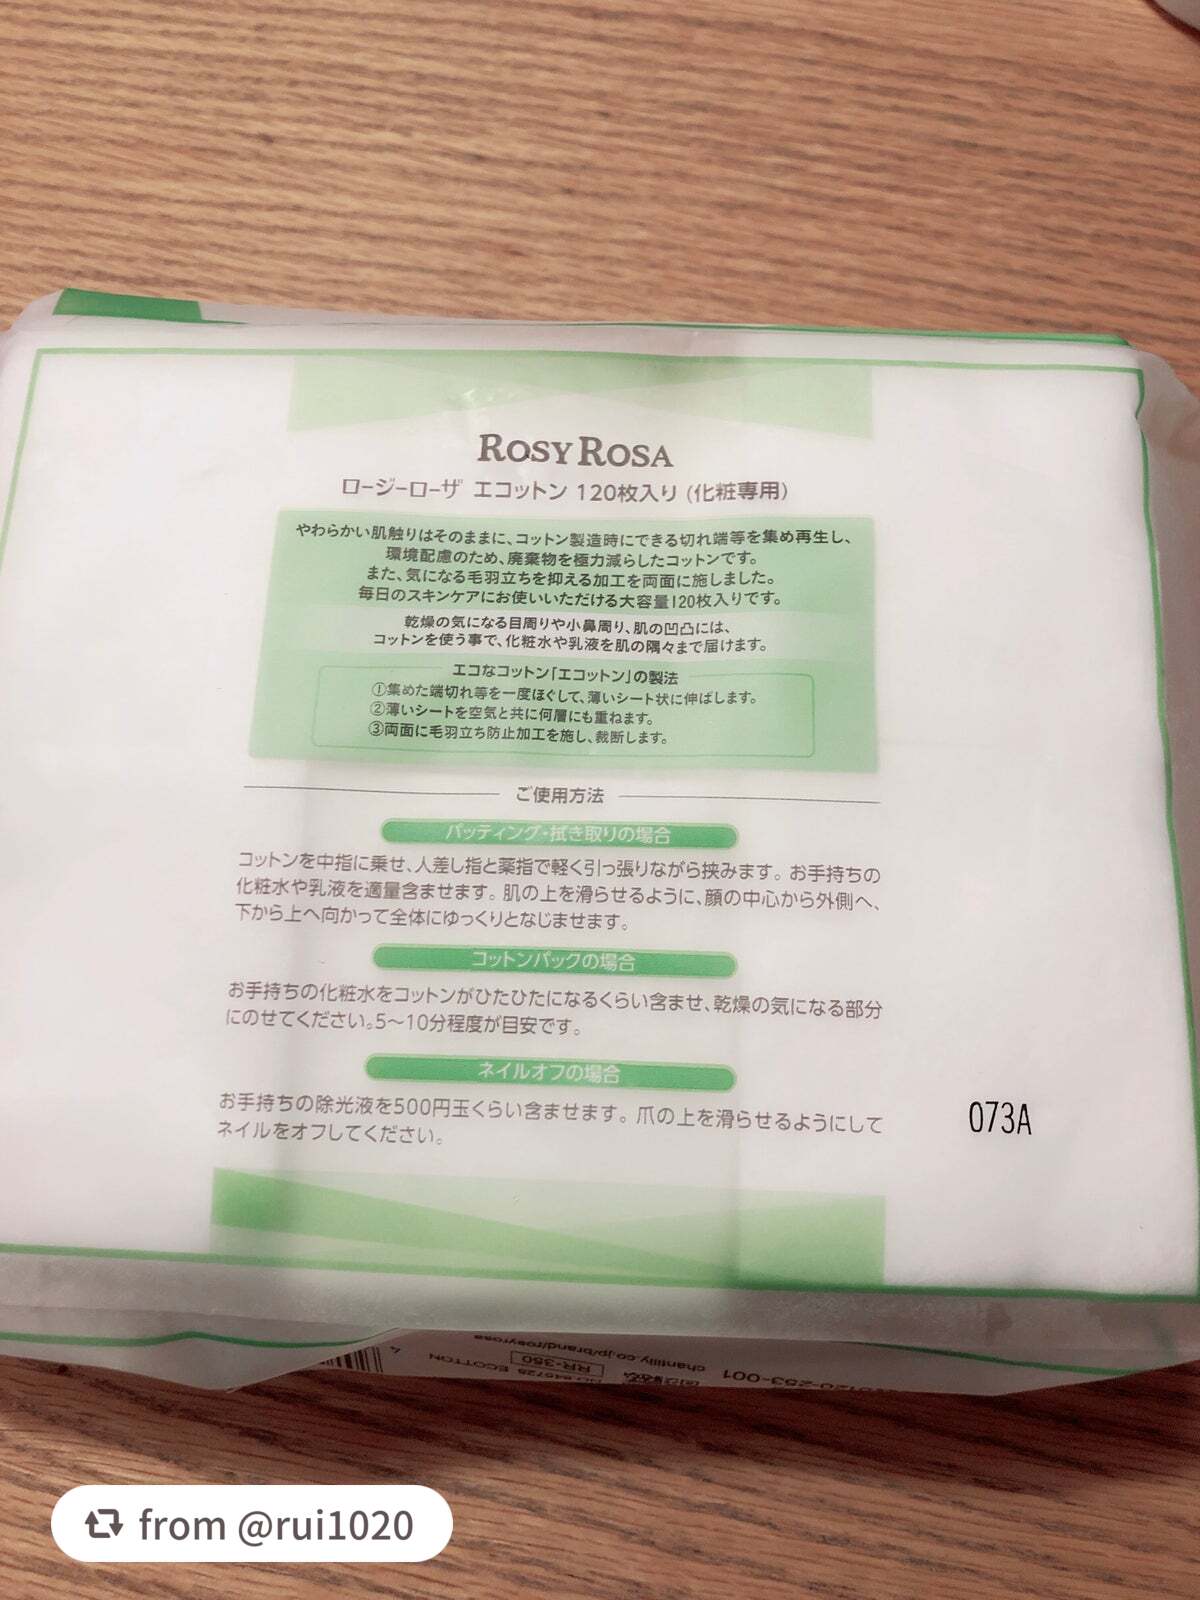 ROSY ROSA
ロージーローザ エコットン 120枚入り (化粧専用)
やわらかい肌触りはそのままに、コットン製造時にできる切れ端等を集め再生し、
環境配慮のため、廃棄物を極力減らしたコットンです。
また、気になる毛羽立ちを抑える加工を両面に施しました。
毎日のスキンケアにお使いいただける大容量120枚入りです。
乾燥の気になる目周りや小鼻周り、肌の凹凸には、
コットンを使う事で、化粧水や乳液を肌の隅々まで届けます。
エコなコットン「エコットン」の製法
①集めた端切れ等を一度ほぐして、薄いシート状に伸ばします。
②薄いシートを空気と共に何層にも重ねます。
③両面に毛羽立ち防止加工を施し、裁断します。
ご使用方法
パッティング・拭き取りの場合
コットンを中指に乗せ、人差し指と薬指で軽く引っ張りながら挟みます。お手持ちの
化粧水や乳液を適量含ませます。肌の上を滑らせるように、顔の中心から外側へ、
下から上へ向かって全体にゆっくりとなじませます。
コットンパックの場合
お手持ちの化粧水をコットンがひたひたになるくらい含ませ、乾燥の気になる部分
にのせてください。5〜10分程度が目安です。
ネイルオフの場合
お手持ちの除光液を500円玉くらい含ませます。爪の上を滑らせるようにして
ネイルをオフしてください。
073A
0120-253-001
chantilly.co.jp/brand/rosyrosa
RR-350
ECOTTON
4
from @rui1020